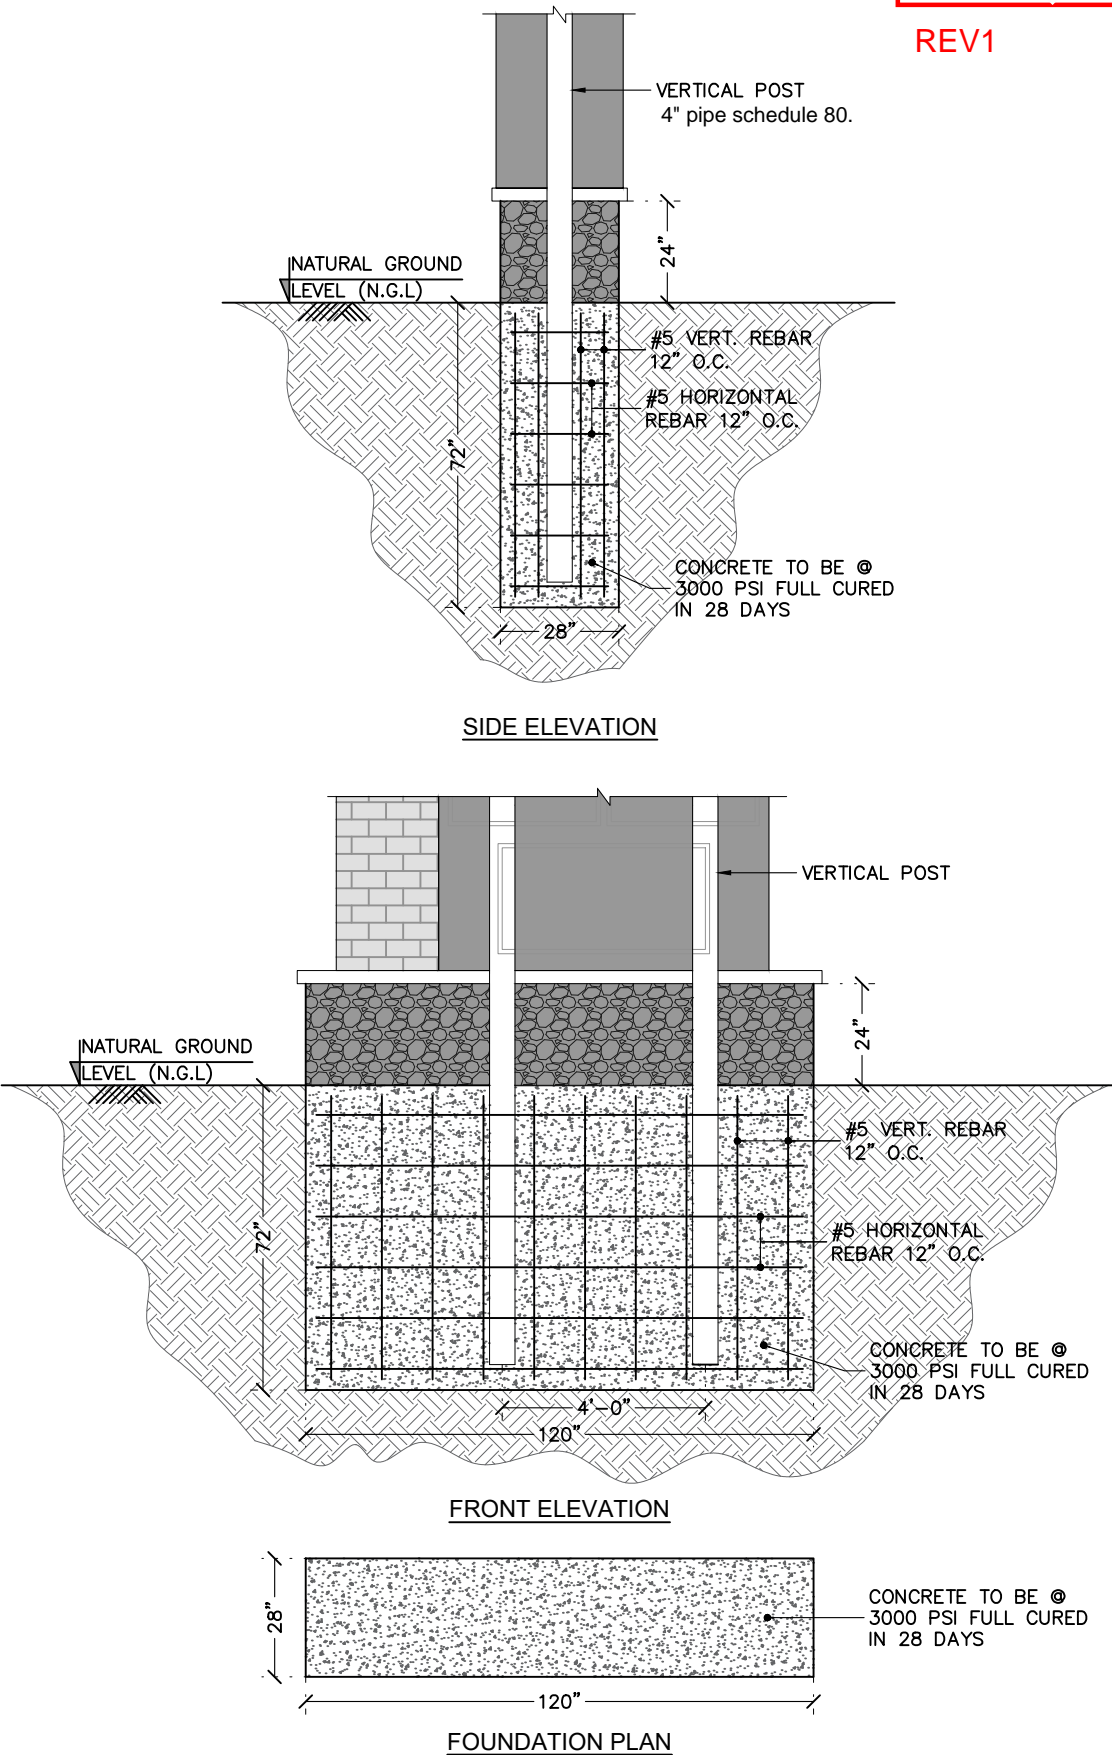 REV1
VERTICAL POST
4" pipe schedule 80.
24"
NATURAL GROUND
LEVEL (N.G.L)
#5 VERT. REBAR
12" O.C.
#5 HORIZONTAL
REBAR 12" O.C.
72"
CONCRETE TO BE @
3000 PSI FULL CURED
IN 28 DAYS
28"
SIDE ELEVATION
VERTICAL POST
24"
NATURAL GROUND
LEVEL (N.G.L)
#5 VERT. REBAR
12" O.C.
72"
#5 HORIZONTAL
REBAR 12" O.C.
CONCRETE TO BE @
3000 PSI FULL CURED
IN 28 DAYS
4'-0"
120"
FRONT ELEVATION
28"
CONCRETE TO BE @
3000 PSI FULL CURED
IN 28 DAYS
120"
FOUNDATION PLAN